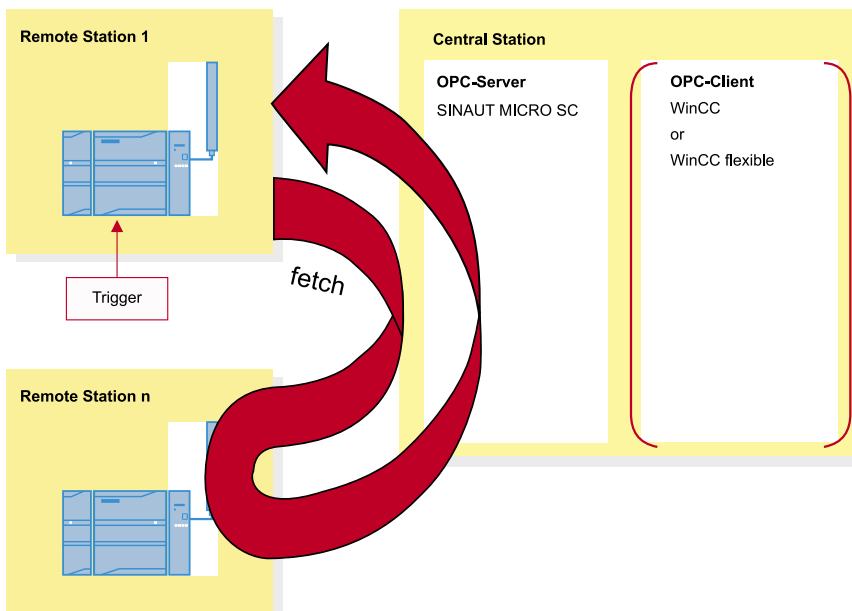 Remote Station 1
Trigger
fetch
Remote Station n
Central Station
OPC-Server
SINAUT MICRO SC
OPC-Client
WinCC
or
WinCC flexible